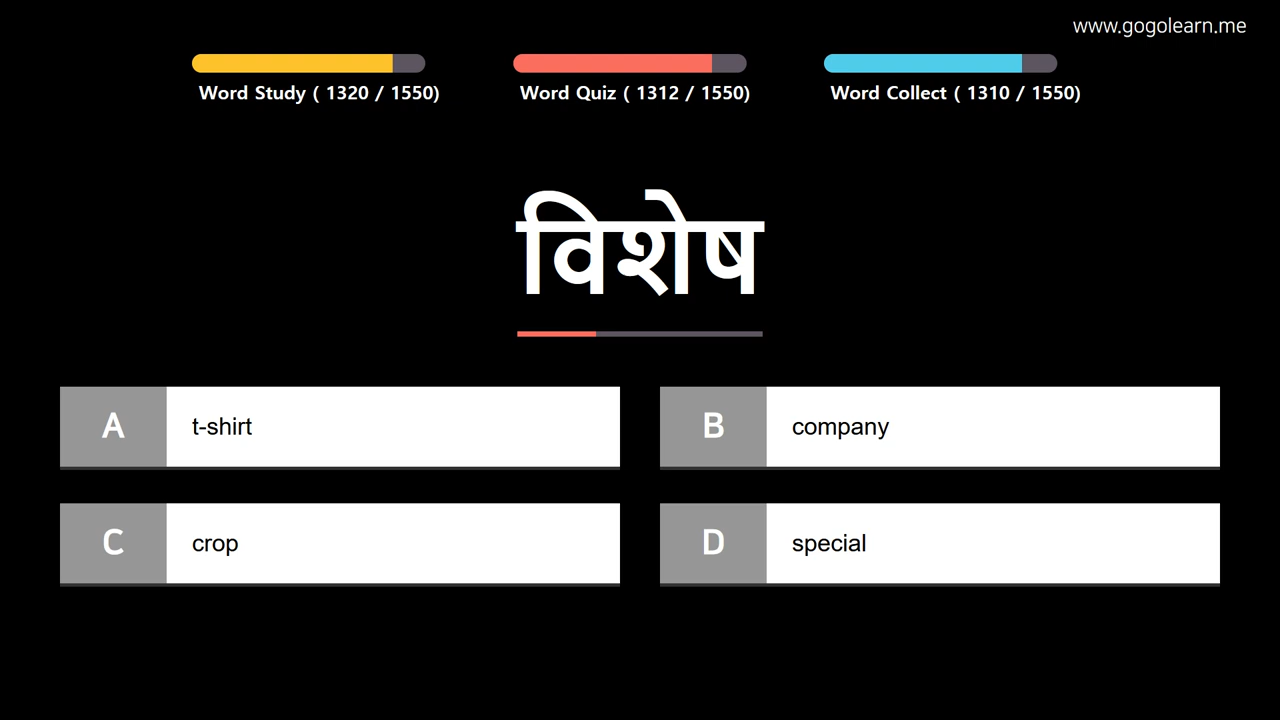 www.gogolearn.me
Word Study ( 1320 / 1550)
Word Quiz ( 1312 / 1550)
Word Collect ( 1310 / 1550)
विशेष
A t-shirt
B company
C crop
D special